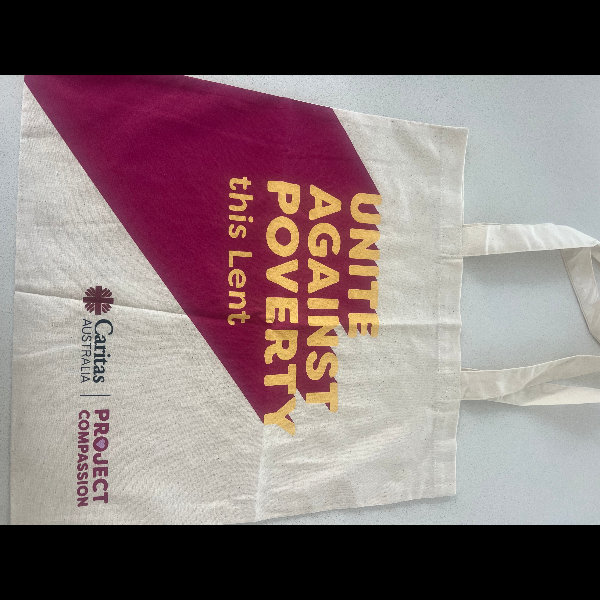 UNITE
AGAINST
POVERTY
this Lent
Caritas
AUSTRALIA
PROJECT
COMPASSION